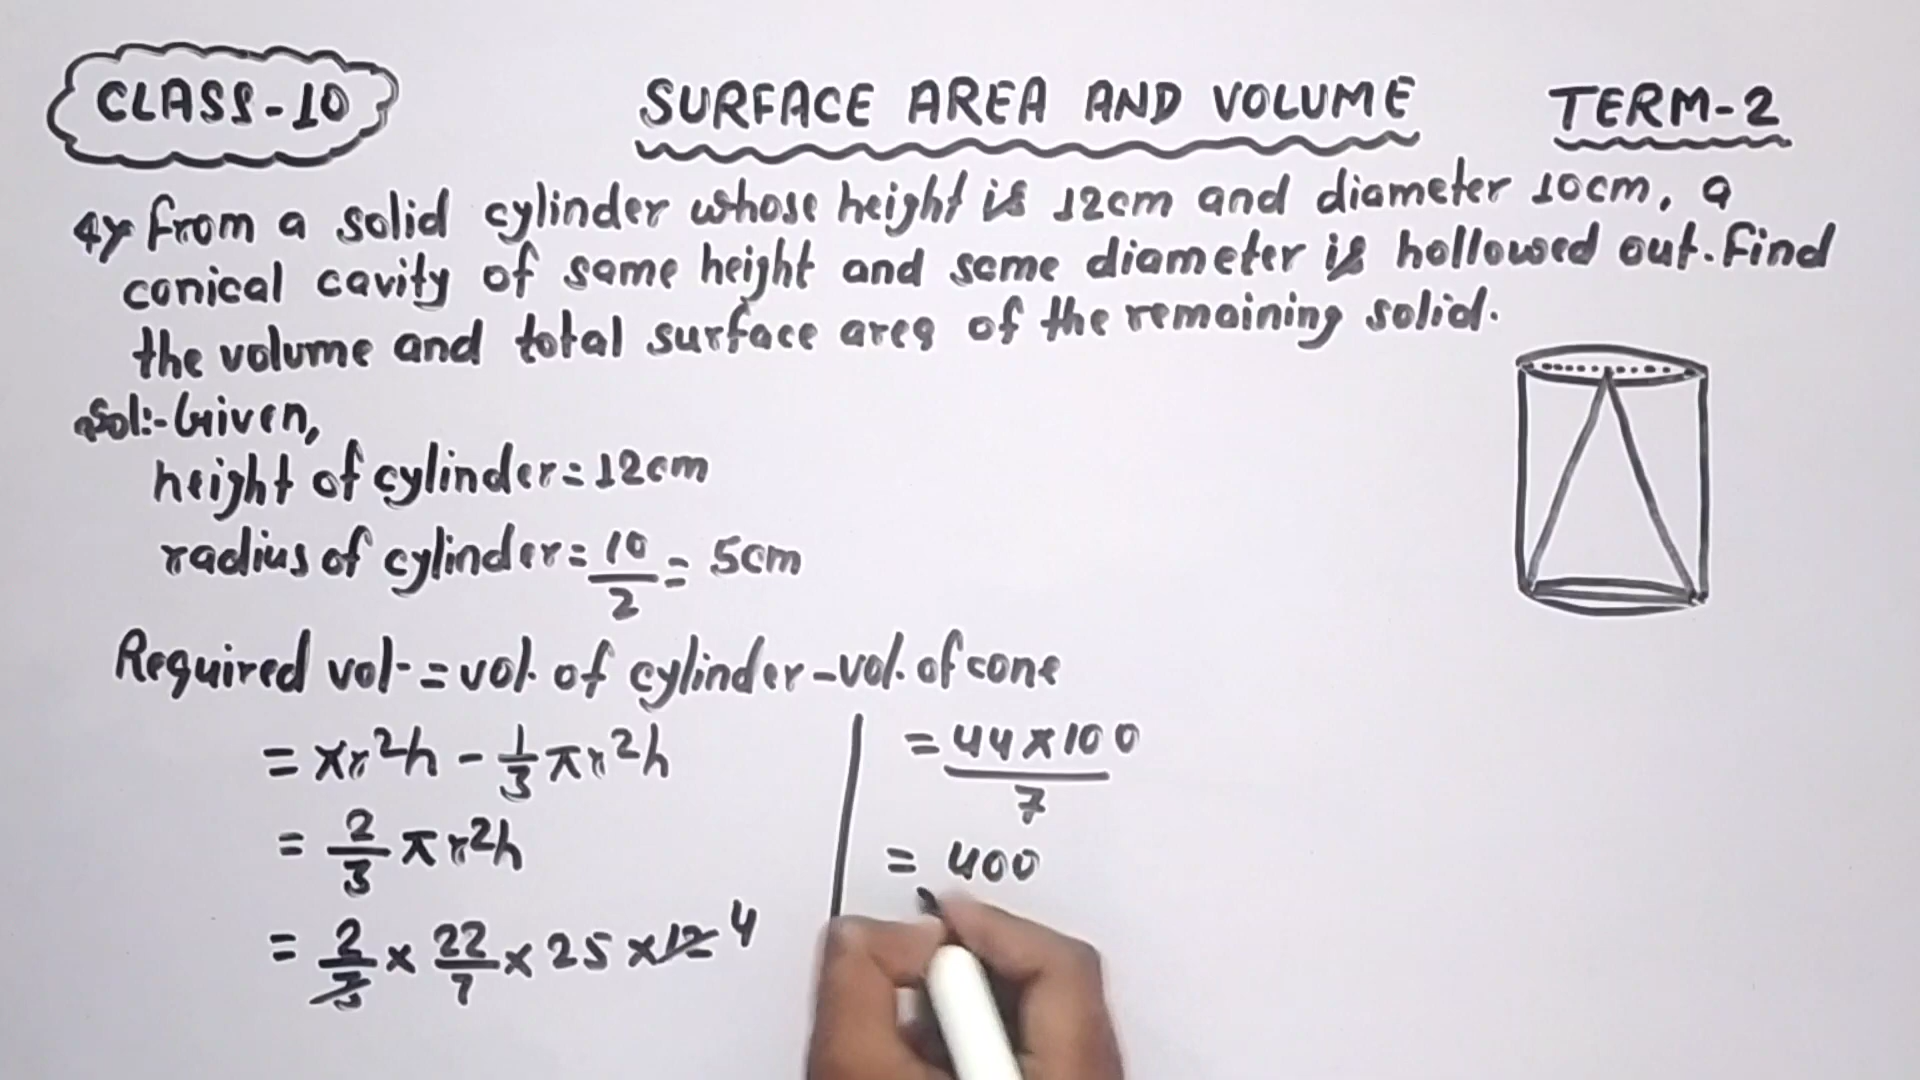 CLASS-10
SURFACE AREA AND VOLUME
TERM-2
4) from a solid cylinder whose height is 12cm and diameter 10cm, a
conical cavity of same height and same diameter is hollowed out. Find
the volume and total surface area of the remaining solid.
Sol:- Given,
height of cylinder = 12cm
radius of cylinder = 10/2 = 5cm
Required vol. = vol. of cylinder - vol. of cone
= πr²h - 1/3 πr²h
= 2/3 πr²h
= 2/3 × 22/7 × 25 × 12 4
= 44 × 100 / 7
= 400